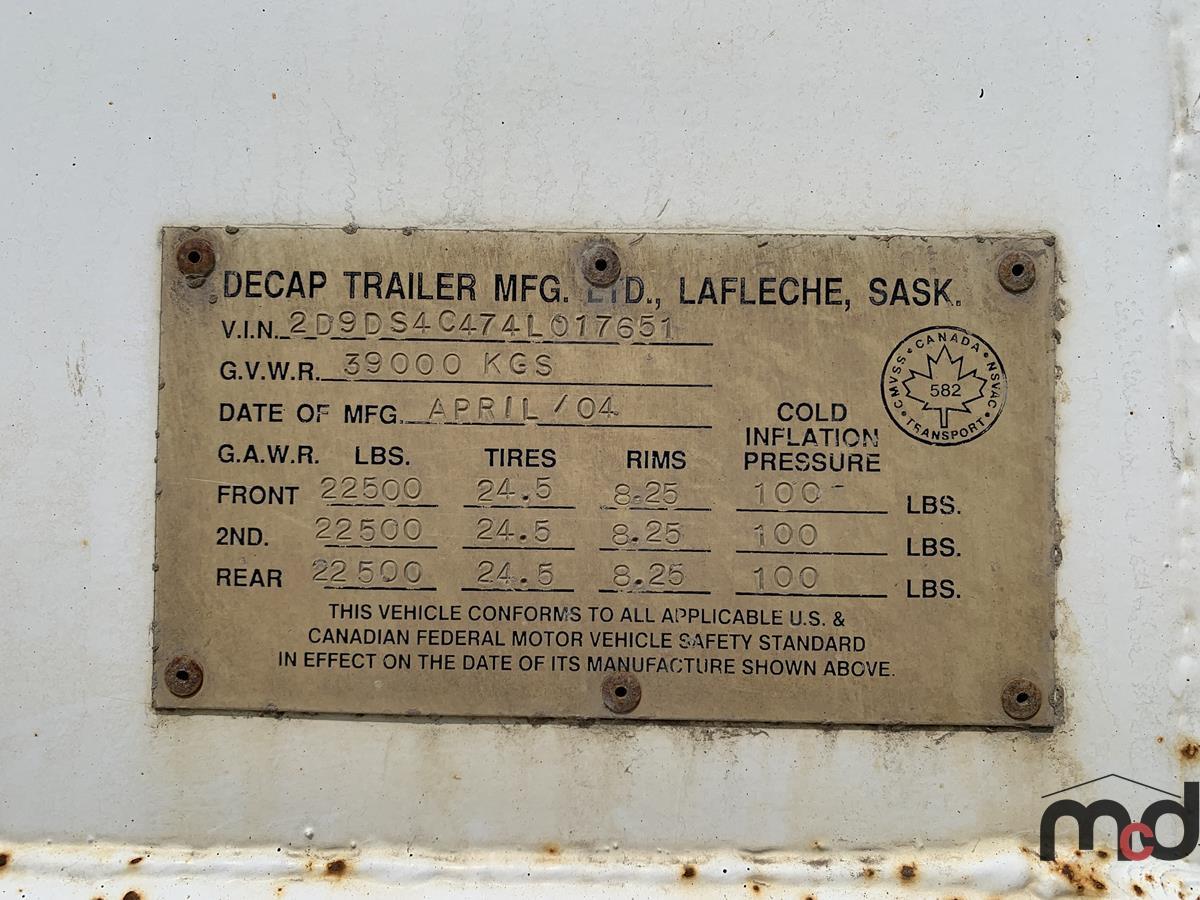 DECAP TRAILER MFG. LTD., LAFLECHE, SASK.
V.I.N. 2D9DS4C474L017651
G.V.W.R. 39000 KGS
DATE OF MFG. APRIL/04
CMVSS • CANADA • NSVAC • TRANSPORT •
582
COLD
INFLATION
G.A.W.R. LBS. TIRES RIMS PRESSURE
FRONT 22500 24.5 8.25 100 LBS.
2ND. 22500 24.5 8.25 100 LBS.
REAR 22500 24.5 8.25 100 LBS.
THIS VEHICLE CONFORMS TO ALL APPLICABLE U.S. &
CANADIAN FEDERAL MOTOR VEHICLE SAFETY STANDARD
IN EFFECT ON THE DATE OF ITS MANUFACTURE SHOWN ABOVE.
mcd